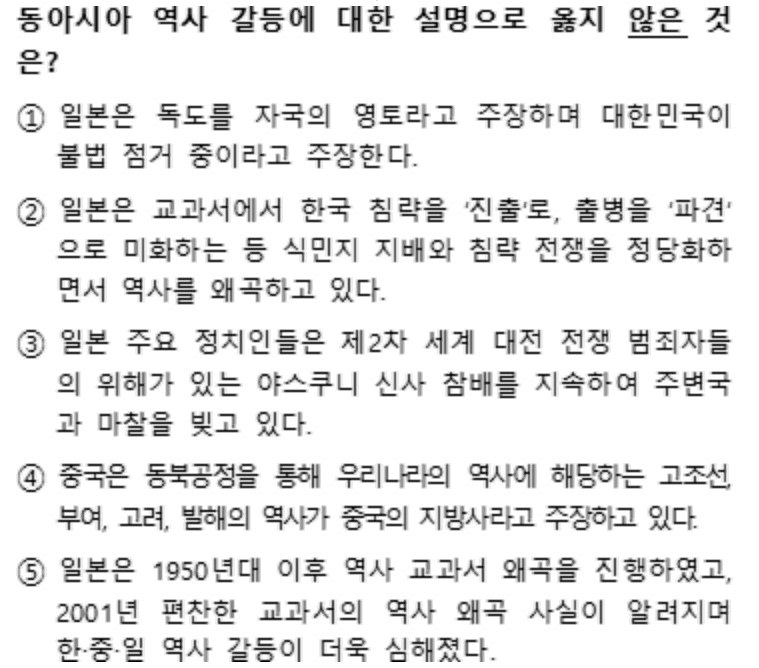 동아시아 역사 갈등에 대한 설명으로 옳지 않은 것
은?
① 일본은 독도를 자국의 영토라고 주장하며 대한민국이
불법 점거 중이라고 주장한다.
② 일본은 교과서에서 한국 침략을 '진출'로, 출병을 '파견'
으로 미화하는 등 식민지 지배와 침략 전쟁을 정당화하
면서 역사를 왜곡하고 있다.
③ 일본 주요 정치인들은 제2차 세계 대전 전쟁 범죄자들
의 위해가 있는 야스쿠니 신사 참배를 지속하여 주변국
과 마찰을 빚고 있다.
④ 중국은 동북공정을 통해 우리나라의 역사에 해당하는 고조선,
부여, 고려, 발해의 역사가 중국의 지방사라고 주장하고 있다.
⑤ 일본은 1950년대 이후 역사 교과서 왜곡을 진행하였고,
2001년 편찬한 교과서의 역사 왜곡 사실이 알려지며
한·중·일 역사 갈등이 더욱 심해졌다.